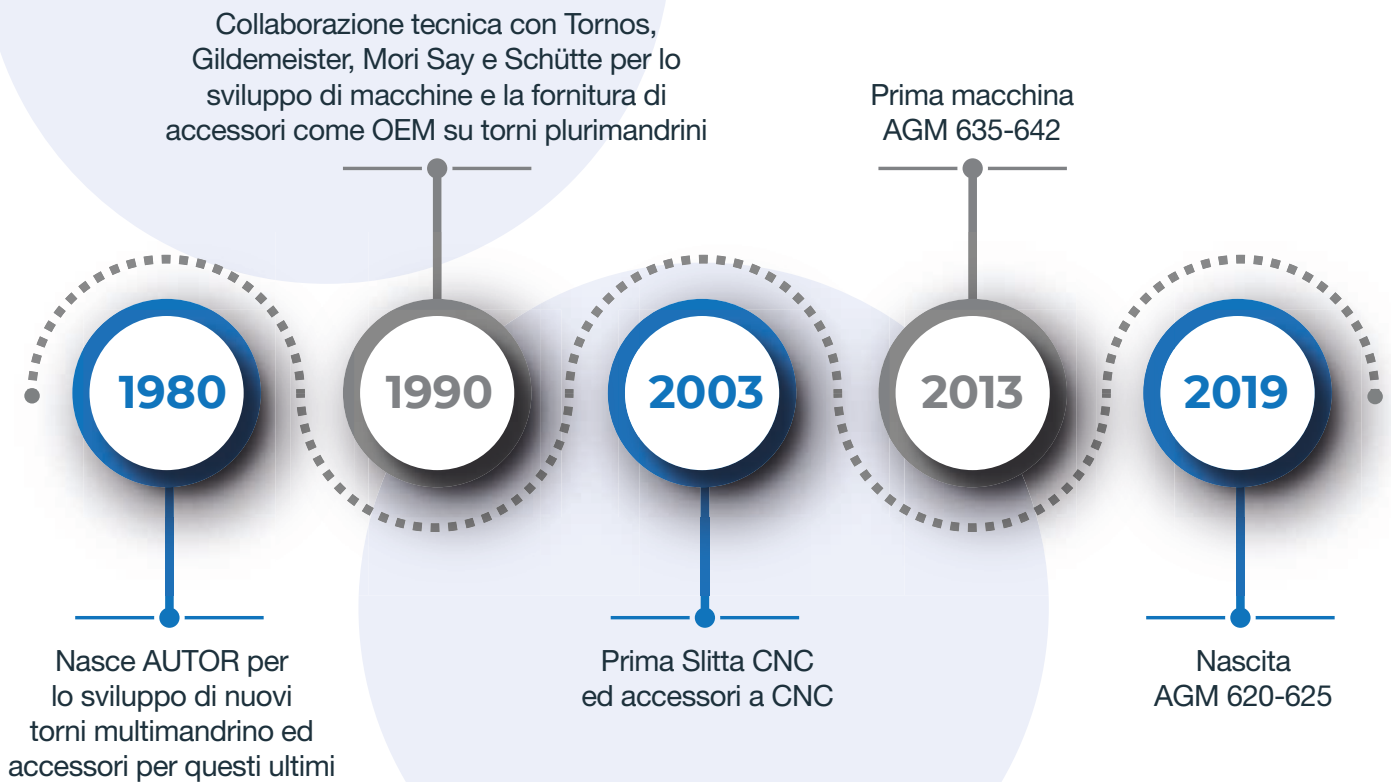 Collaborazione tecnica con Tornos,
Gildemeister, Mori Say e Schütte per lo
sviluppo di macchine e la fornitura di
accessori come OEM su torni plurimandrini
Prima macchina
AGM 635-642
1980
1990
2003
2013
2019
Nasce AUTOR per
lo sviluppo di nuovi
torni multimandrino ed
accessori per questi ultimi
Prima Slitta CNC
ed accessori a CNC
Nascita
AGM 620-625